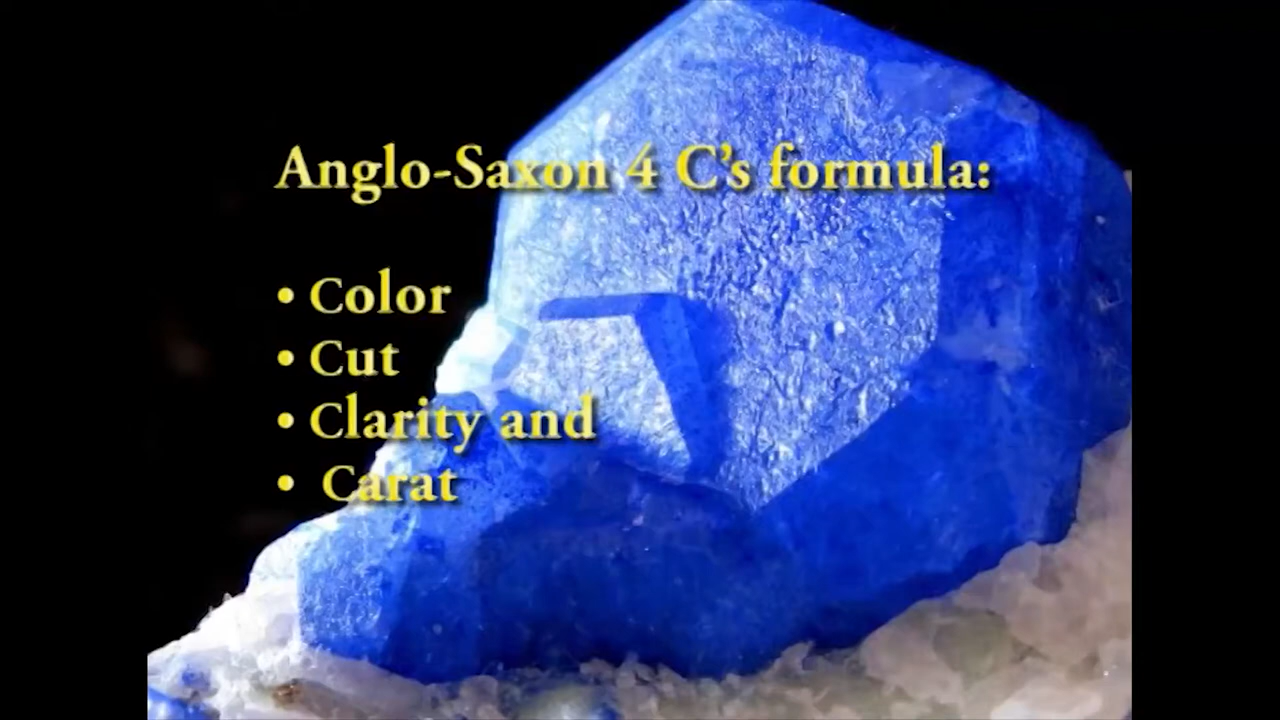 Anglo-Saxon 4 C's formula:
• Color
• Cut
• Clarity and
• Carat